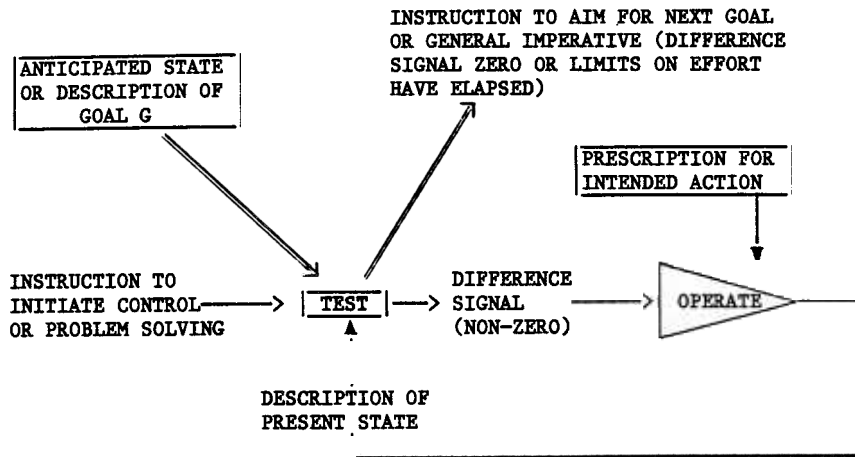 INSTRUCTION TO AIM FOR NEXT GOAL
OR GENERAL IMPERATIVE (DIFFERENCE
SIGNAL ZERO OR LIMITS ON EFFORT
HAVE ELAPSED)
ANTICIPATED STATE
OR DESCRIPTION OF
GOAL G
PRESCRIPTION FOR
INTENDED ACTION
INSTRUCTION TO
INITIATE CONTROL
OR PROBLEM SOLVING
TEST
DIFFERENCE
SIGNAL
(NON-ZERO)
OPERATE
DESCRIPTION OF
PRESENT STATE